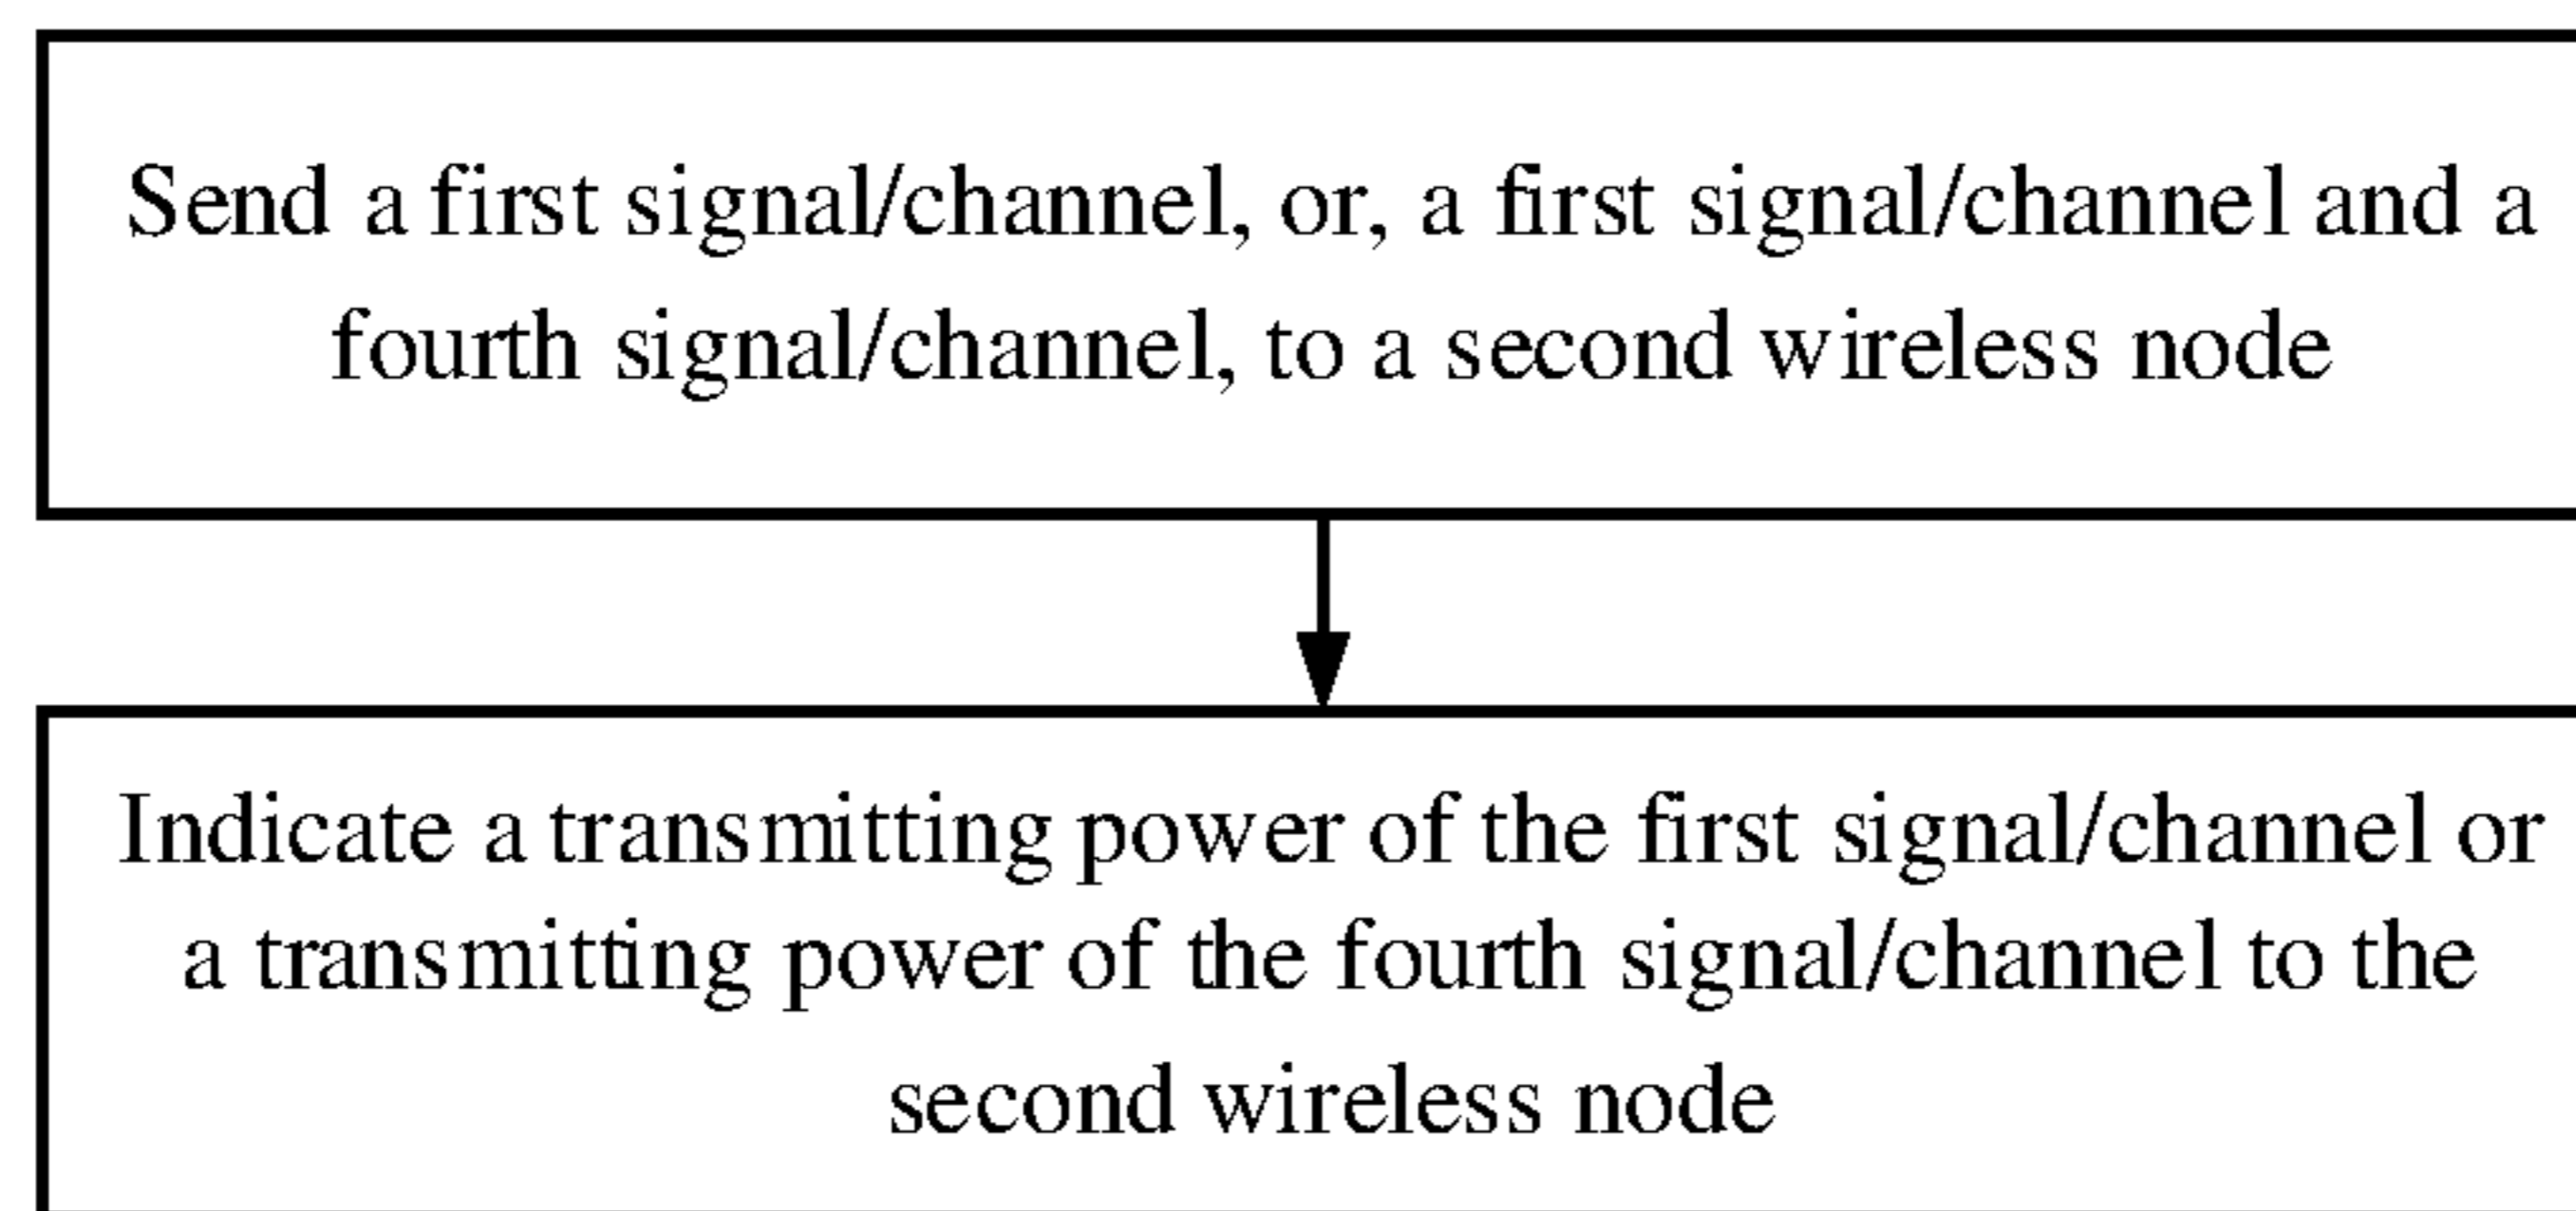 Send a first signal/channel, or, a first signal/channel and a
fourth signal/channel, to a second wireless node
Indicate a transmitting power of the first signal/channel or
a transmitting power of the fourth signal/channel to the
second wireless node